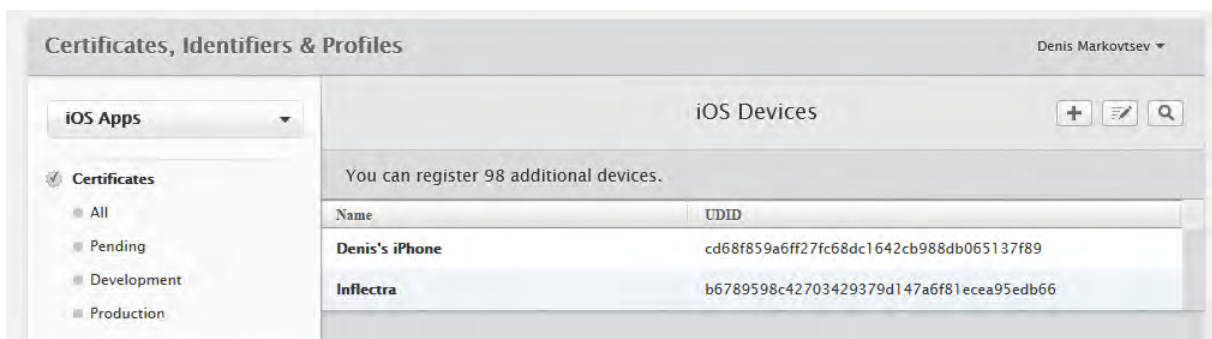 Certificates, Identifiers & Profiles
Denis Markovtsev
iOS Apps
iOS Devices
Certificates
You can register 98 additional devices.
All
Name UDID
Pending
Denis's iPhone cd68f859a6ff27fc68dc1642cb988db065137f89
Development
Inflectra b6789598c42703429379d147a6f81ecea95edb66
Production